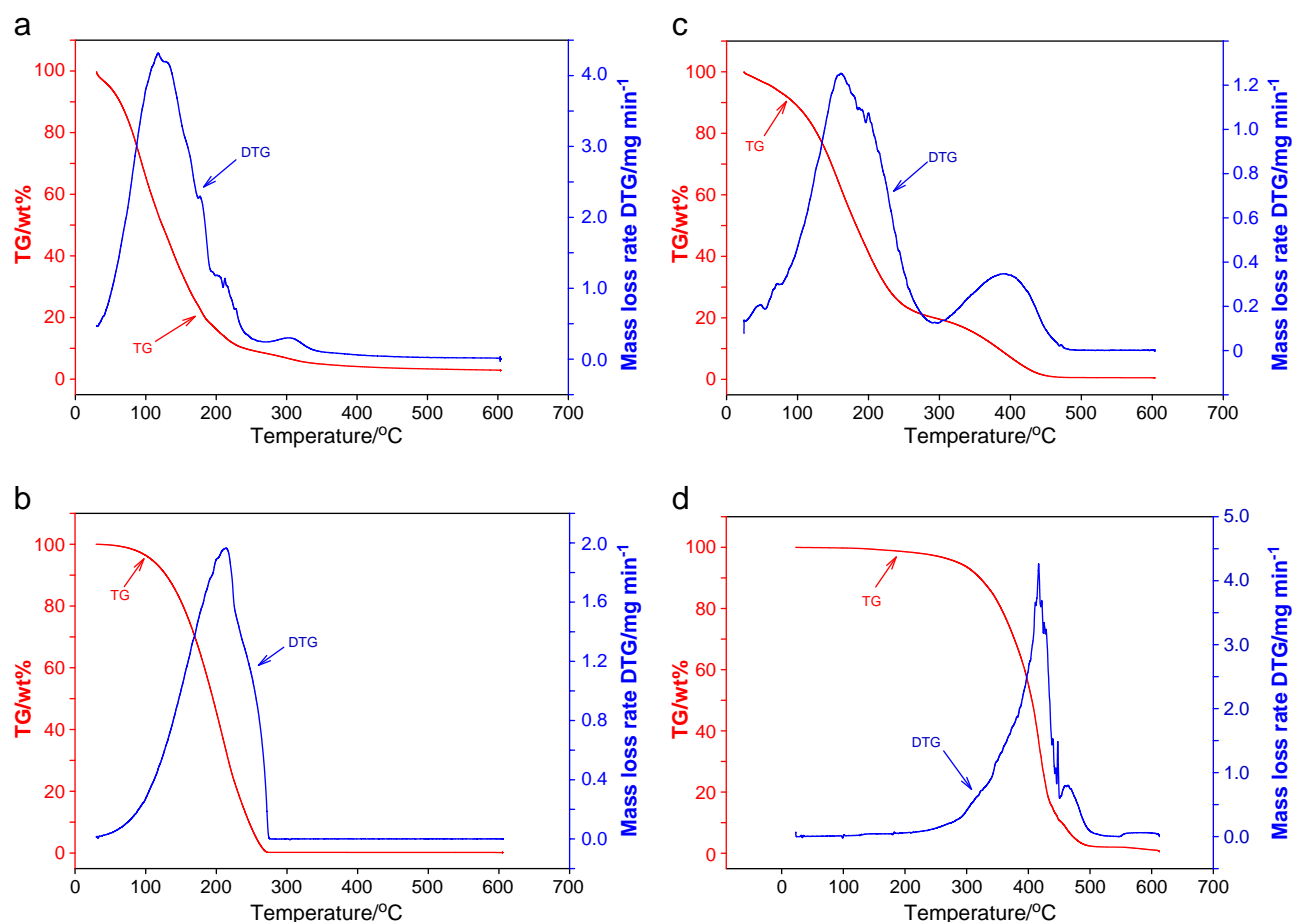 a
TG/wt%
100
80
60
40
20
0
DTG
TG
4.0
3.0
2.0
1.0
0.0
Mass loss rate DTG/mg min⁻¹
0 100 200 300 400 500 600 700
Temperature/°C
c
TG/wt%
100
80
60
40
20
0
TG
DTG
1.2
1.0
0.8
0.6
0.4
0.2
0
Mass loss rate DTG/mg min⁻¹
0 100 200 300 400 500 600 700
Temperature/°C
b
TG/wt%
100
80
60
40
20
0
TG
DTG
2.0
1.6
1.2
0.8
0.4
0.0
Mass loss rate DTG/mg min⁻¹
0 100 200 300 400 500 600 700
Temperature/°C
d
TG/wt%
100
80
60
40
20
0
TG
DTG
5.0
4.0
3.0
2.0
1.0
0.0
Mass loss rate DTG/mg min⁻¹
0 100 200 300 400 500 600 700
Temperature/°C